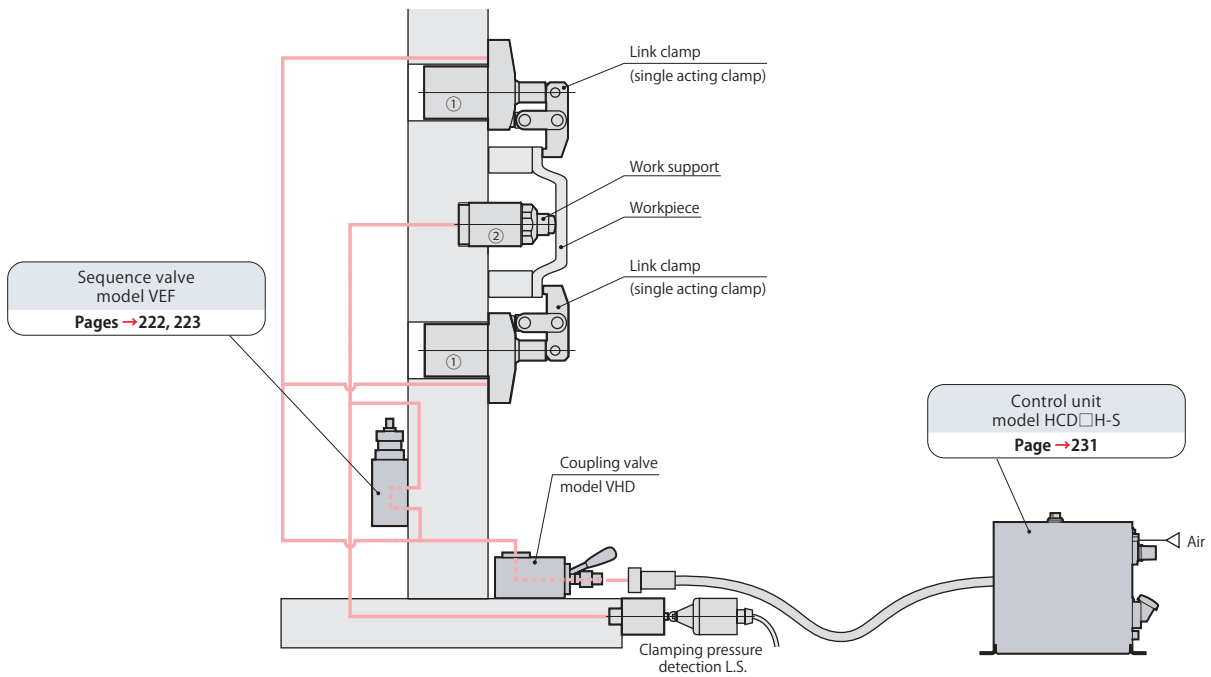 Link clamp
(single acting clamp)
①
Work support
Workpiece
②
Link clamp
(single acting clamp)
①
Sequence valve
model VEF
Pages →222, 223
Control unit
model HCD□H-S
Page →231
Coupling valve
model VHD
Air
Clamping pressure
detection L.S.